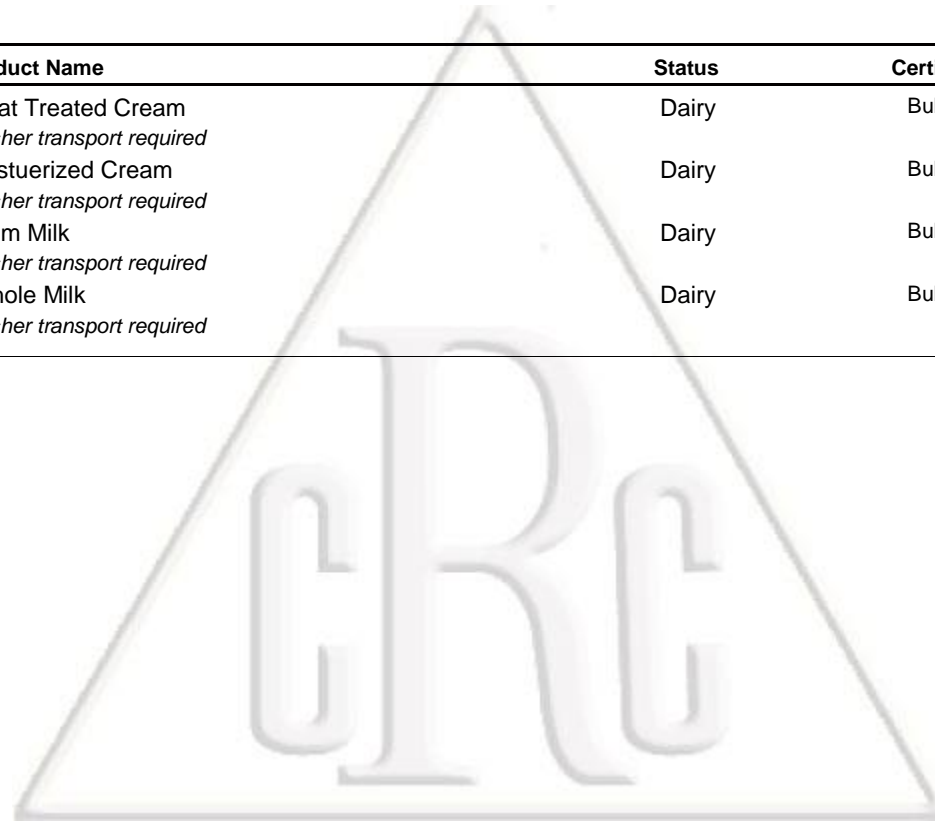 duct Name Status Cert
at Treated Cream Dairy Bu
her transport required
stuerized Cream Dairy Bu
her transport required
m Milk Dairy Bu
her transport required
ole Milk Dairy Bu
her transport required
cRc